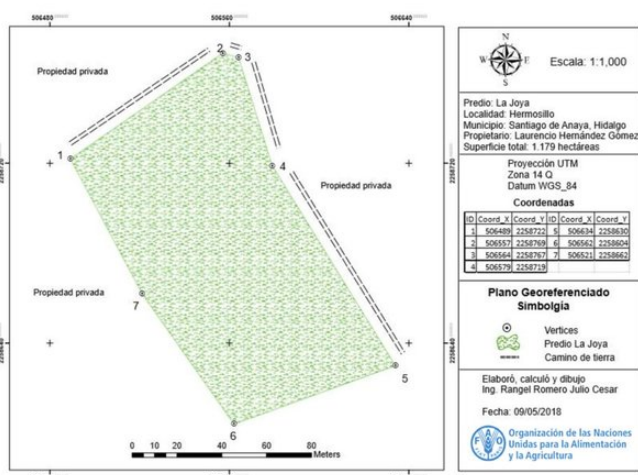 506480 506560 506640
2 3
Propiedad privada
1
4
2258720 2258720
Propiedad privada
Propiedad privada
7
2258640 2258640
5
6
0 10 20 40 60 80
Meters
N
W E
S
Escala: 1:1,000
Predio: La Joya
Localidad: Hermosillo
Municipio: Santiago de Anaya, Hidalgo
Propietario: Laurencio Hernández Gómez
Superficie total: 1.179 hectáreas
Proyección UTM
Zona 14 Q
Datum WGS_84
Coordenadas
ID Coord_X Coord_Y ID Coord_X Coord_Y
1 506489 2258722 5 506634 2258630
2 506557 2258769 6 506562 2258604
3 506564 2258767 7 506521 2258662
4 506579 2258719
Plano Georeferenciado
Simbolgía
Vertices
Predio La Joya
Camino de tierra
Elaboró, calculó y dibujo
Ing. Rangel Romero Julio Cesar
Fecha: 09/05/2018
FAO
Organización de las Naciones
Unidas para la Alimentación
y la Agricultura